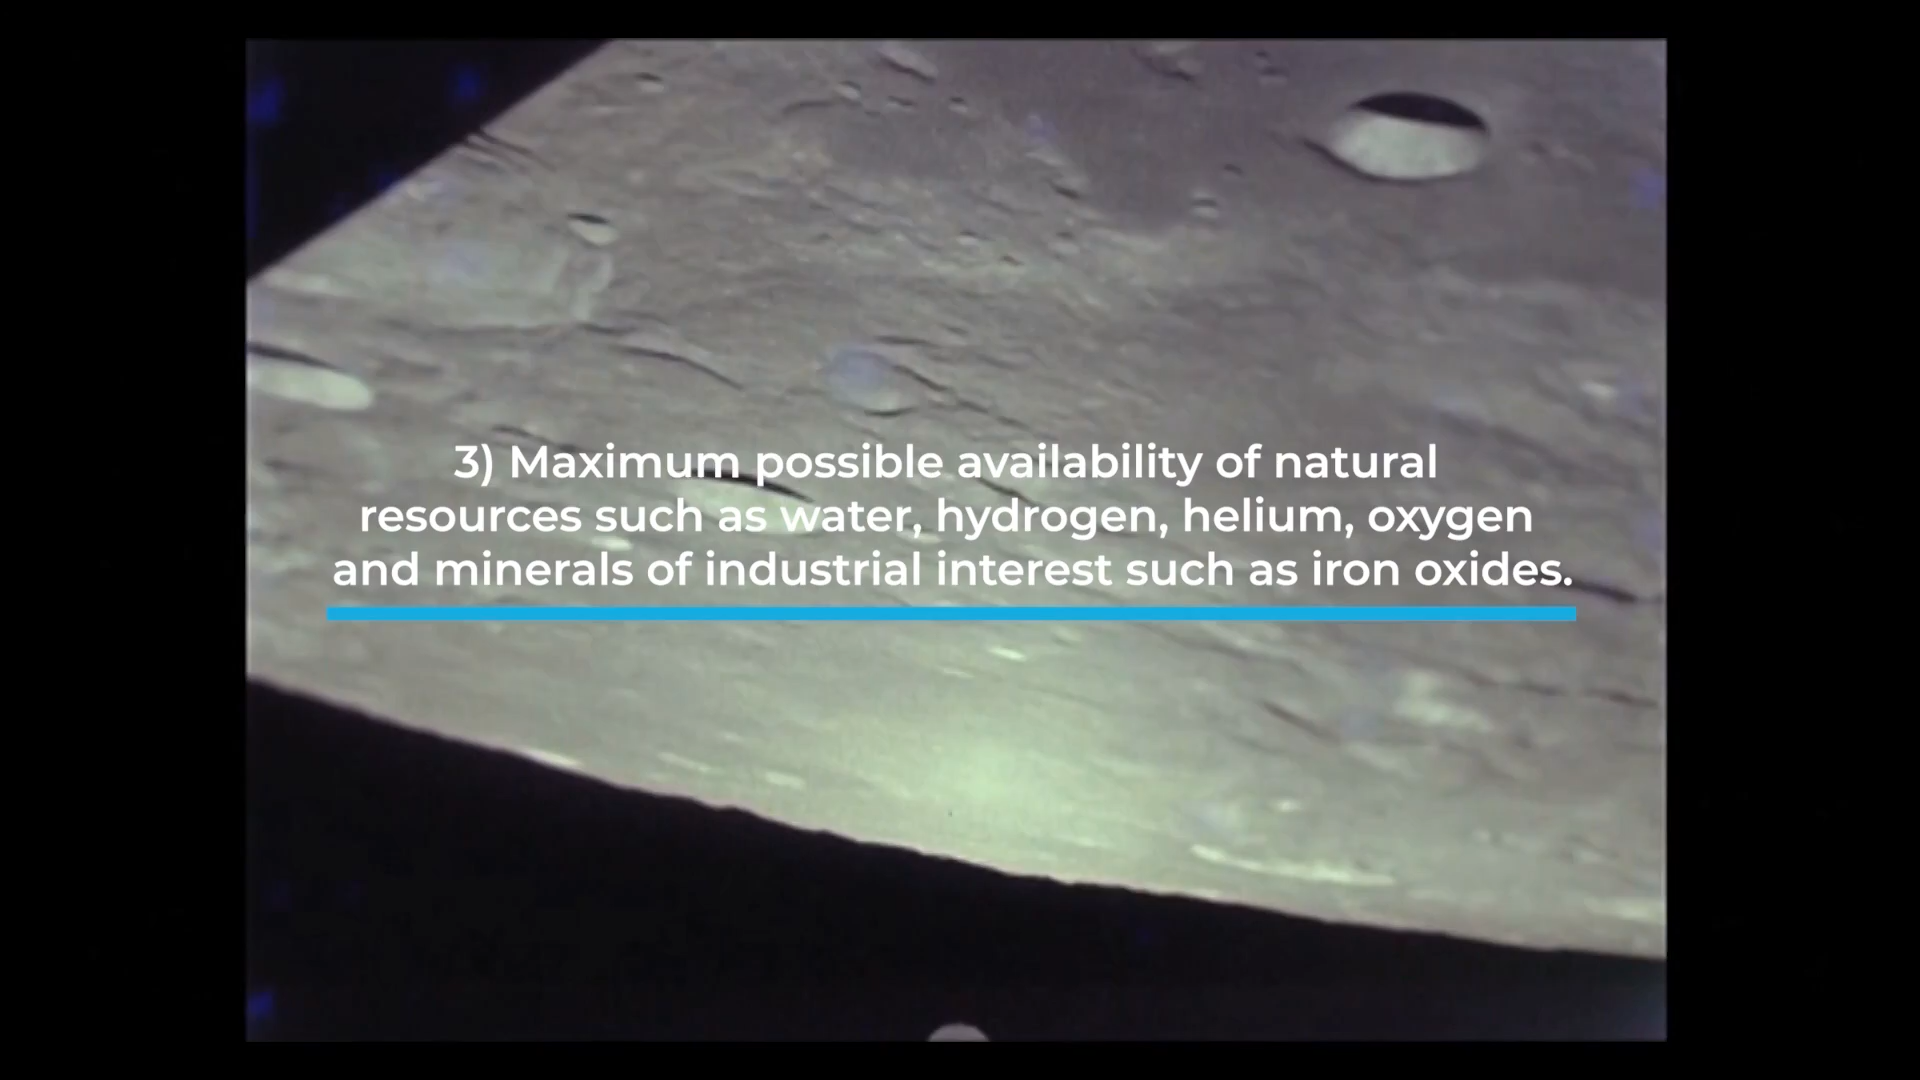 3) Maximum possible availability of natural
resources such as water, hydrogen, helium, oxygen
and minerals of industrial interest such as iron oxides.